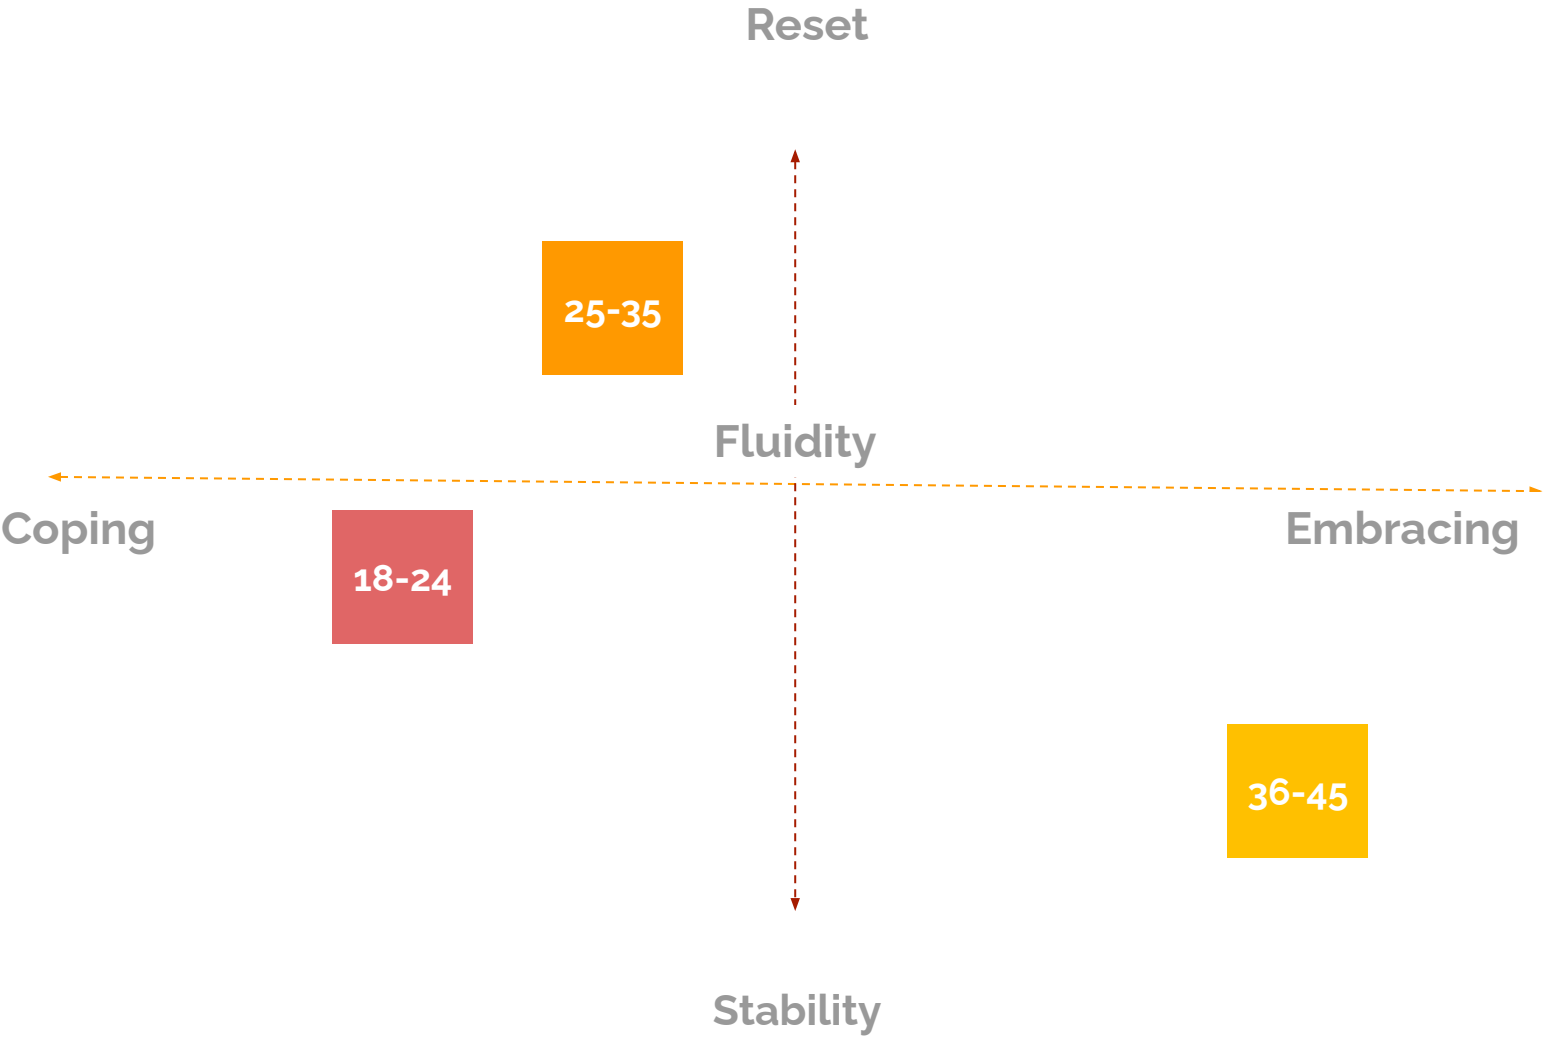 Reset
25-35
Fluidity
Coping
Embracing
18-24
36-45
Stability